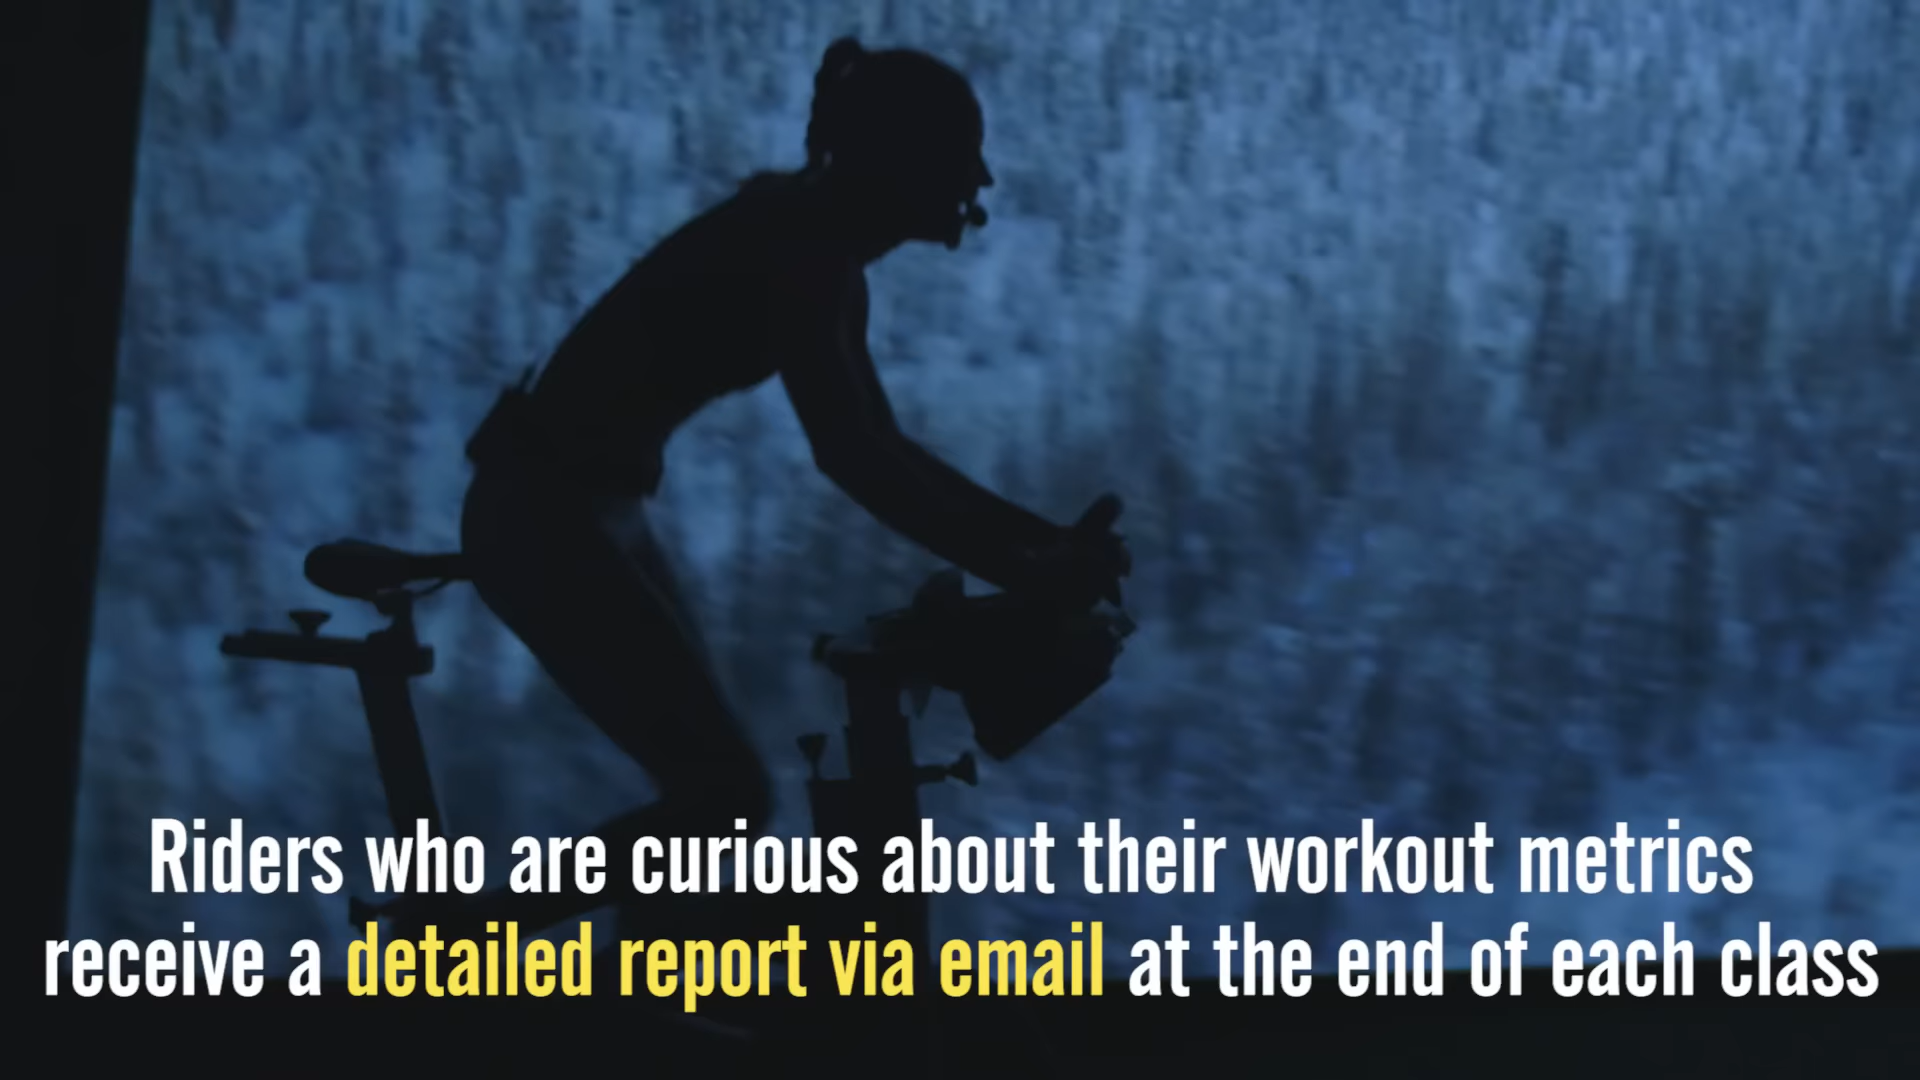 Riders who are curious about their workout metrics
receive a detailed report via email at the end of each class